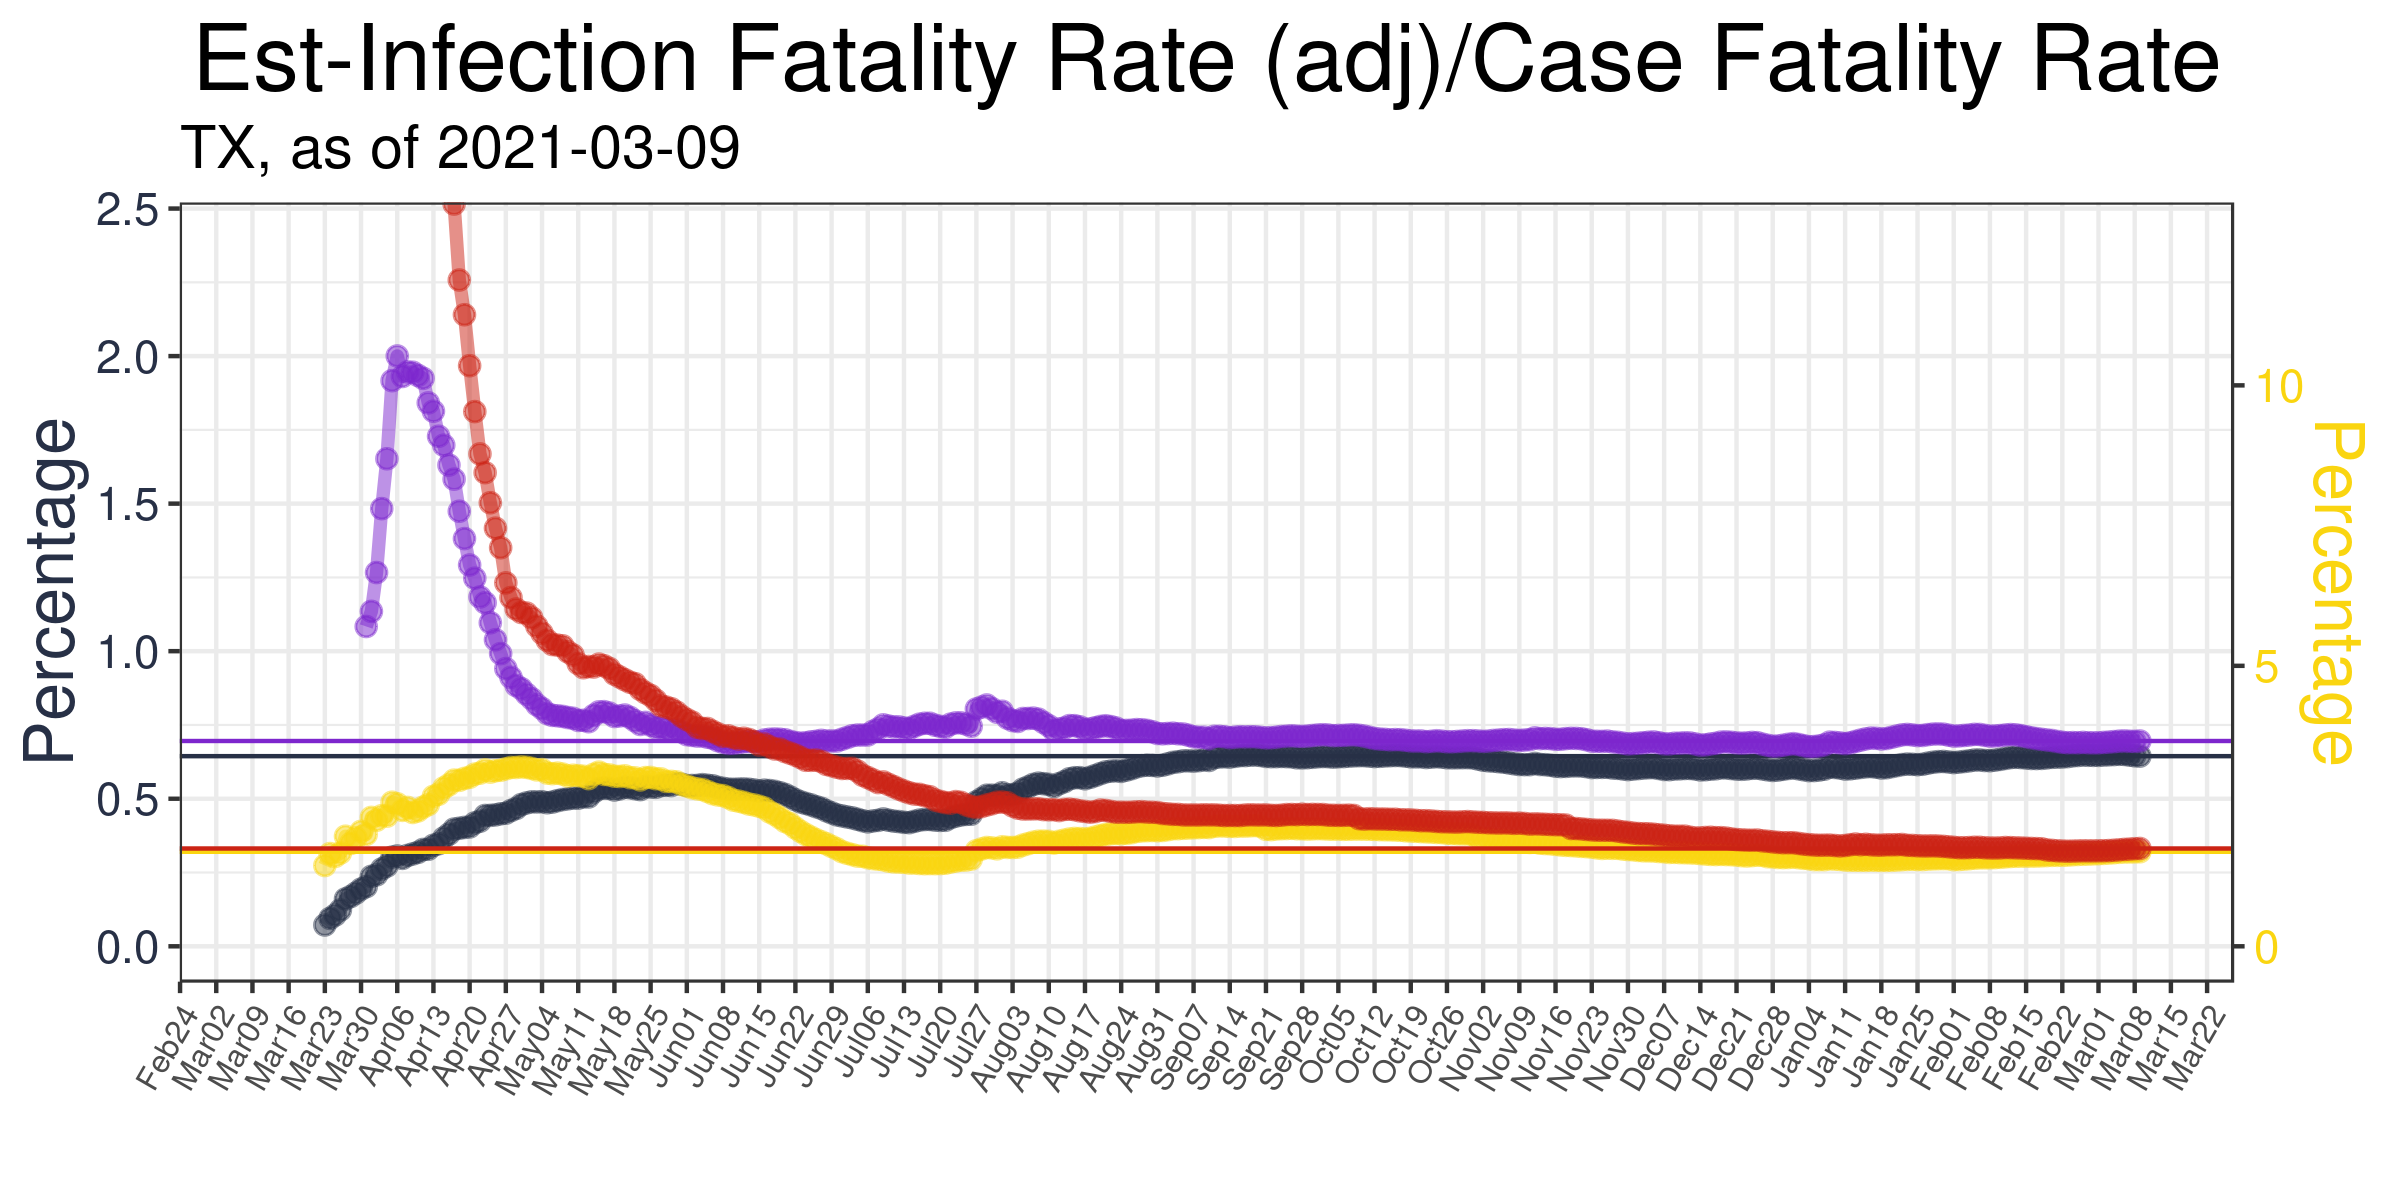 Est-Infection Fatality Rate (adj)/Case Fatality Rate
TX, as of 2021-03-09
Percentage
2.5
2.0
1.5
1.0
0.5
0.0
10
5
0
Percentage
Feb24 Mar02 Mar09 Mar16 Mar23 Mar30 Apr06 Apr13 Apr20 Apr27 May04 May11 May18 May25 Jun01 Jun08 Jun15 Jun22 Jun29 Jul06 Jul13 Jul20 Jul27 Aug03 Aug10 Aug17 Aug24 Aug31 Sep07 Sep14 Sep21 Sep28 Oct05 Oct12 Oct19 Oct26 Nov02 Nov09 Nov16 Nov23 Nov30 Dec07 Dec14 Dec21 Dec28 Jan04 Jan11 Jan18 Jan25 Feb01 Feb08 Feb15 Feb22 Mar01 Mar08 Mar15 Mar22